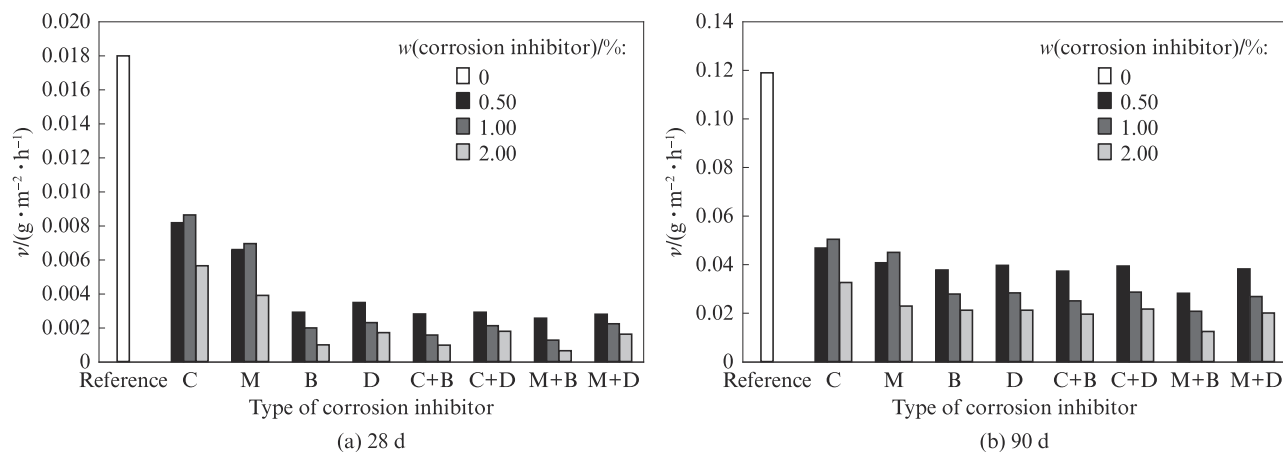 0.020
0.018
0.016
0.014
0.012
0.010
0.008
0.006
0.004
0.002
0
ν/(g·m⁻²·h⁻¹)
w(corrosion inhibitor)/%:
0
0.50
1.00
2.00
Reference C M B D C+B C+D M+B M+D
Type of corrosion inhibitor
(a) 28 d
0.14
0.12
0.10
0.08
0.06
0.04
0.02
0
ν/(g·m⁻²·h⁻¹)
w(corrosion inhibitor)/%:
0
0.50
1.00
2.00
Reference C M B D C+B C+D M+B M+D
Type of corrosion inhibitor
(b) 90 d